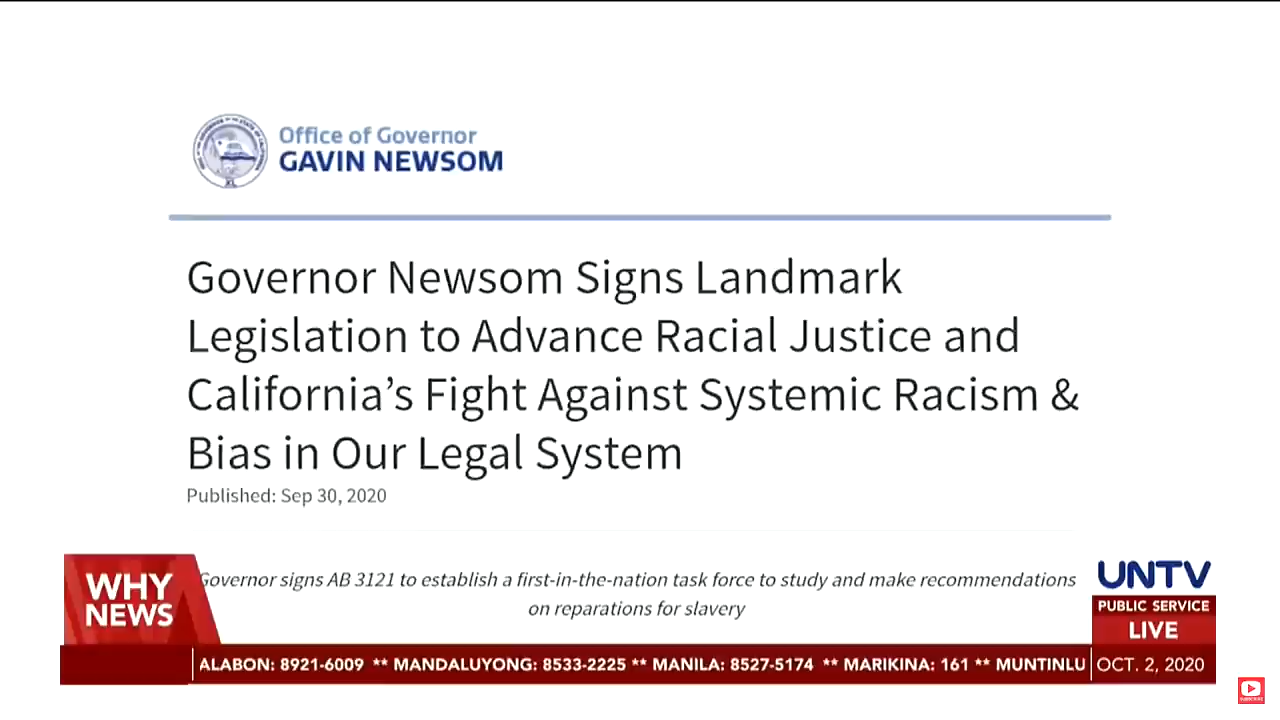 Office of Governor
GAVIN NEWSOM
Governor Newsom Signs Landmark
Legislation to Advance Racial Justice and
California’s Fight Against Systemic Racism &
Bias in Our Legal System
Published: Sep 30, 2020
Governor signs AB 3121 to establish a first-in-the-nation task force to study and make recommendations
on reparations for slavery
WHY
NEWS
UNTV
PUBLIC SERVICE
LIVE
ALABON: 8921-6009 ** MANDALUYONG: 8533-2225 ** MANILA: 8527-5174 ** MARIKINA: 161 ** MUNTINLU
OCT. 2, 2020
SUBSCRIBE